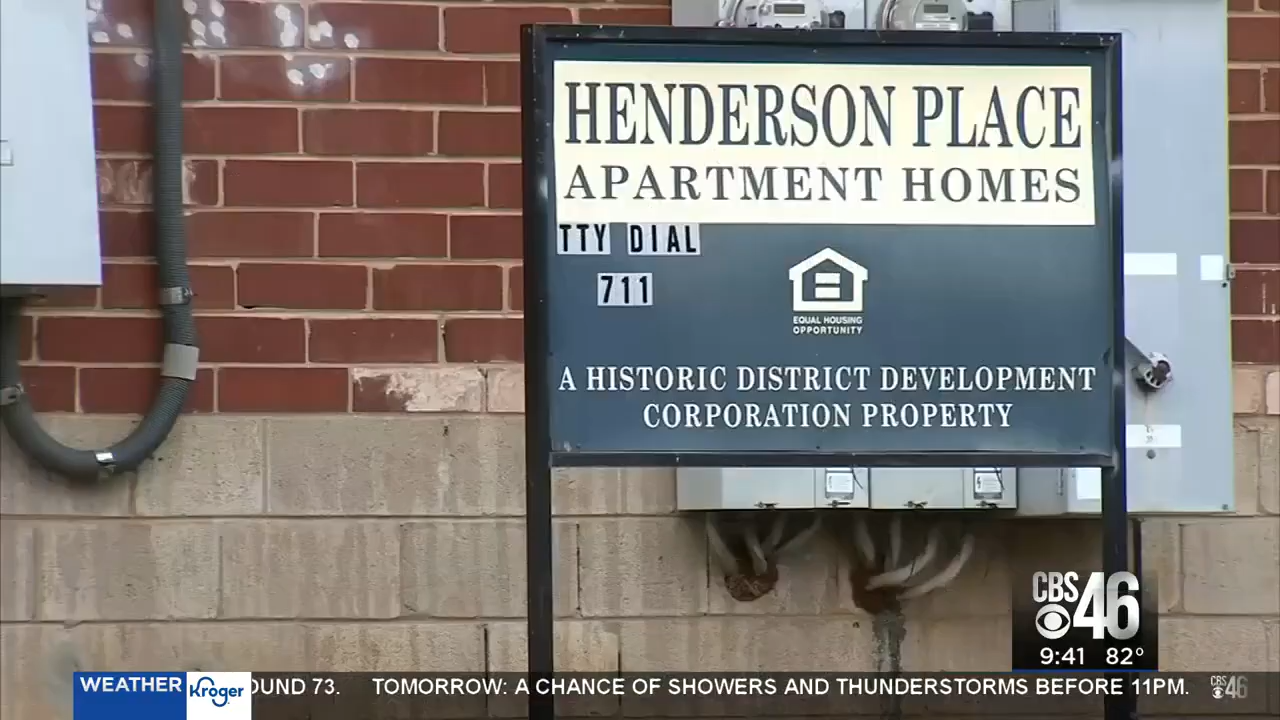 HENDERSON PLACE
APARTMENT HOMES
TTY DIAL
711
EQUAL HOUSING
OPPORTUNITY
A HISTORIC DISTRICT DEVELOPMENT
CORPORATION PROPERTY
CBS 46
9:41 82°
WEATHER Kroger OUND 73. TOMORROW: A CHANCE OF SHOWERS AND THUNDERSTORMS BEFORE 11PM. CBS 46